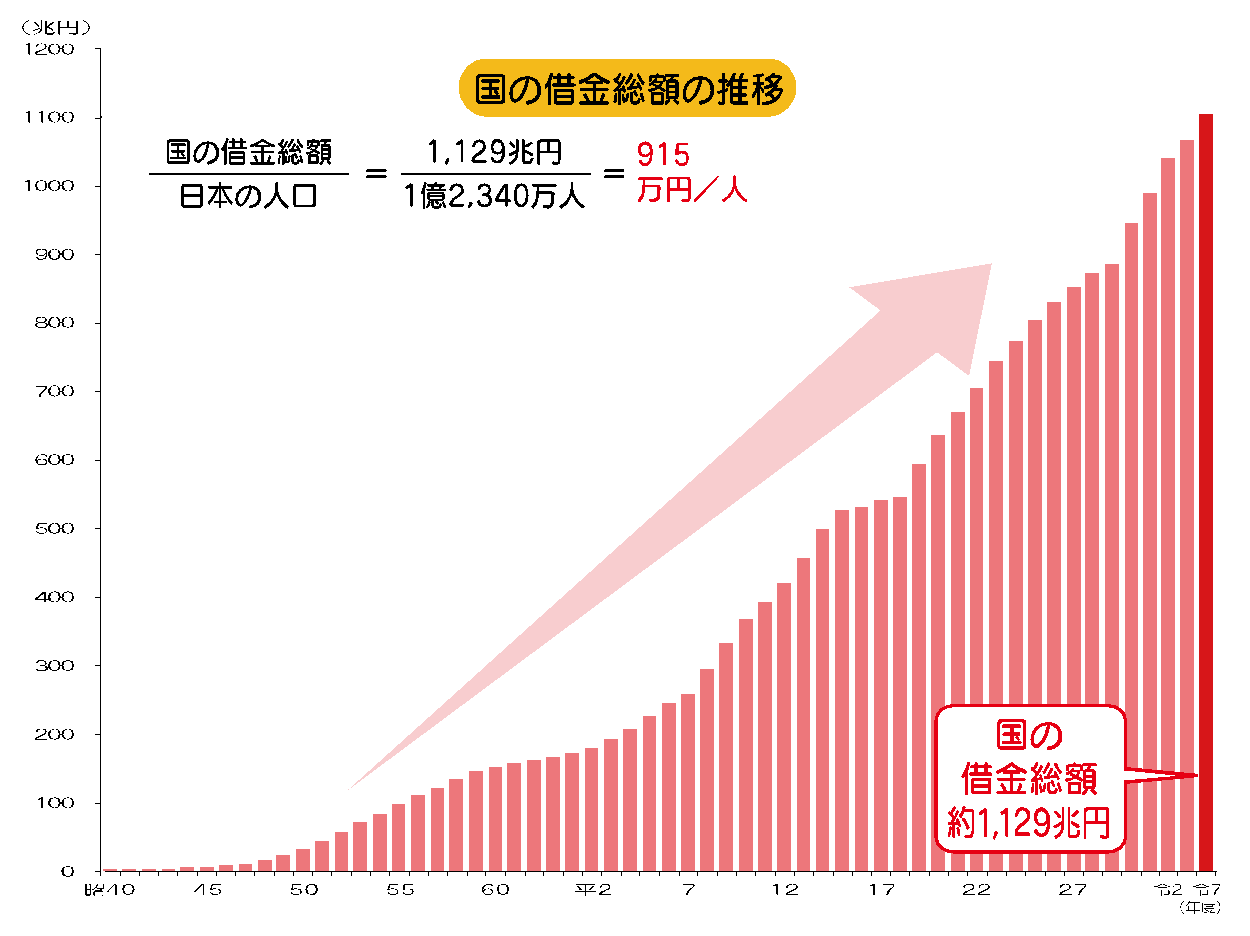 （兆円）
1200
国の借金総額の推移
1100
国の借金総額
日本の人口
=
1,129兆円
1億2,340万人
=
915
万円／人
1000
900
800
700
600
500
400
300
200
100
0
国の
借金総額
約1,129兆円
昭40 45 50 55 60 平2 7 12 17 22 27 令2 令7
（年度）